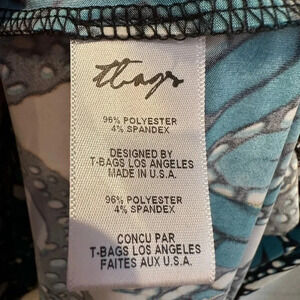 tbags
96% POLYESTER
4% SPANDEX
DESIGNED BY
T-BAGS LOS ANGELES
MADE IN U.S.A.
96% POLYESTER
4% SPANDEX
CONCU PAR
T-BAGS LOS ANGELES
FAITES AUX U.S.A.